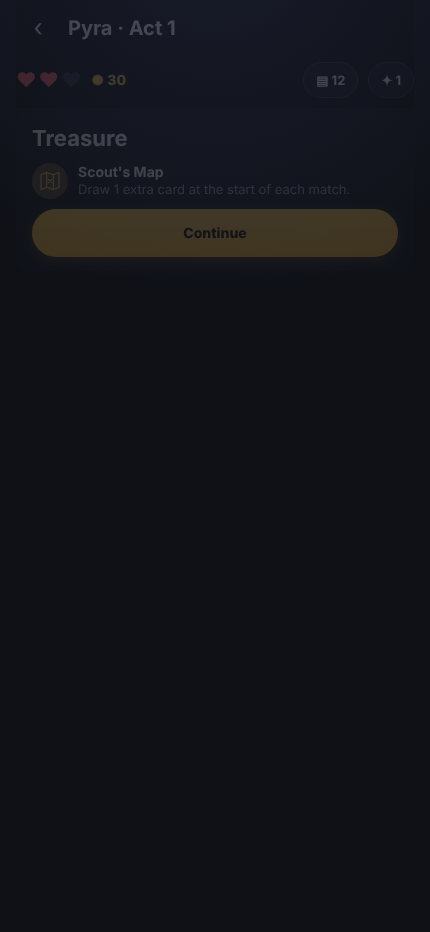 Pyra · Act 1
30
12
1
Treasure
Scout's Map
Draw 1 extra card at the start of each match.
Continue